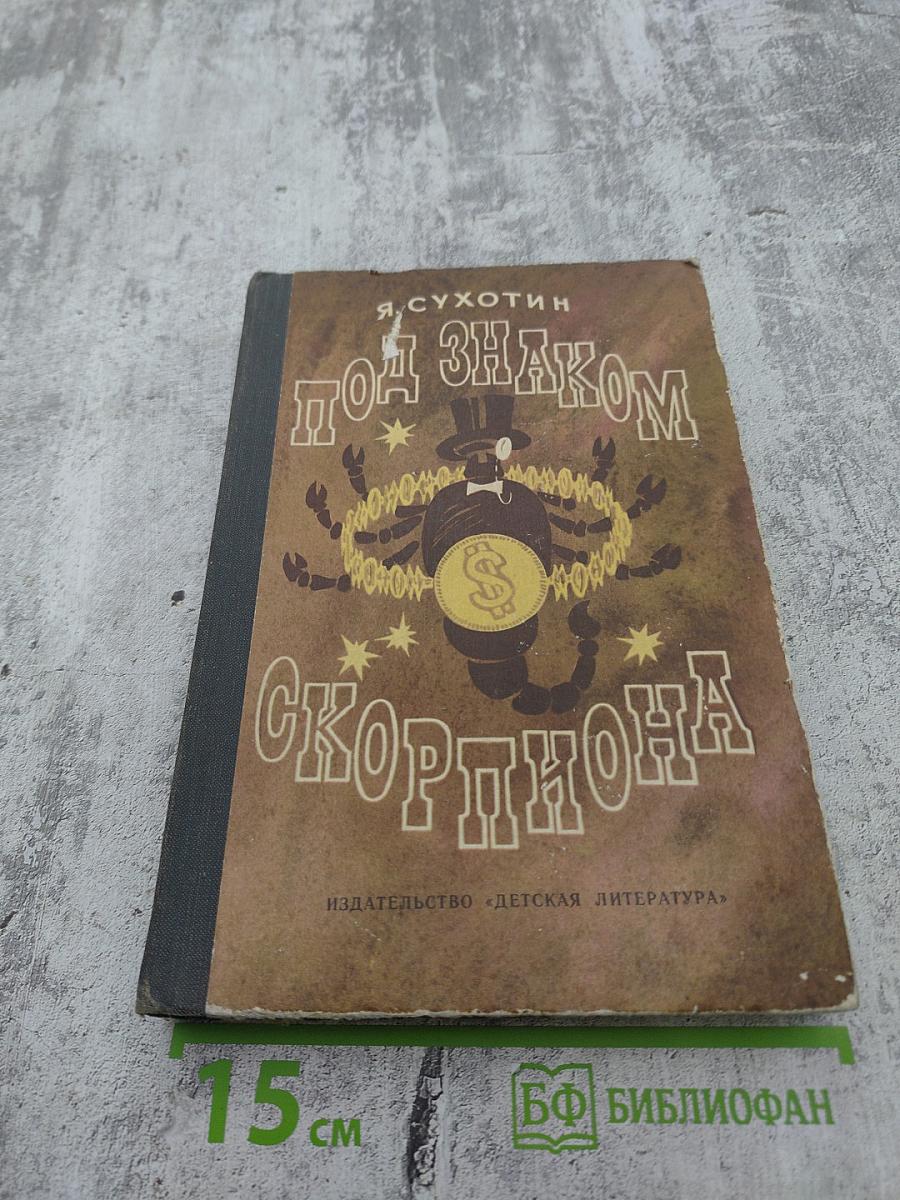 Я. СУХОТИН
ПОД ЗНАКОМ
$
СКОРПИОНА
ИЗДАТЕЛЬСТВО «ДЕТСКАЯ ЛИТЕРАТУРА»
15 см
БФ БИБЛИОФАН